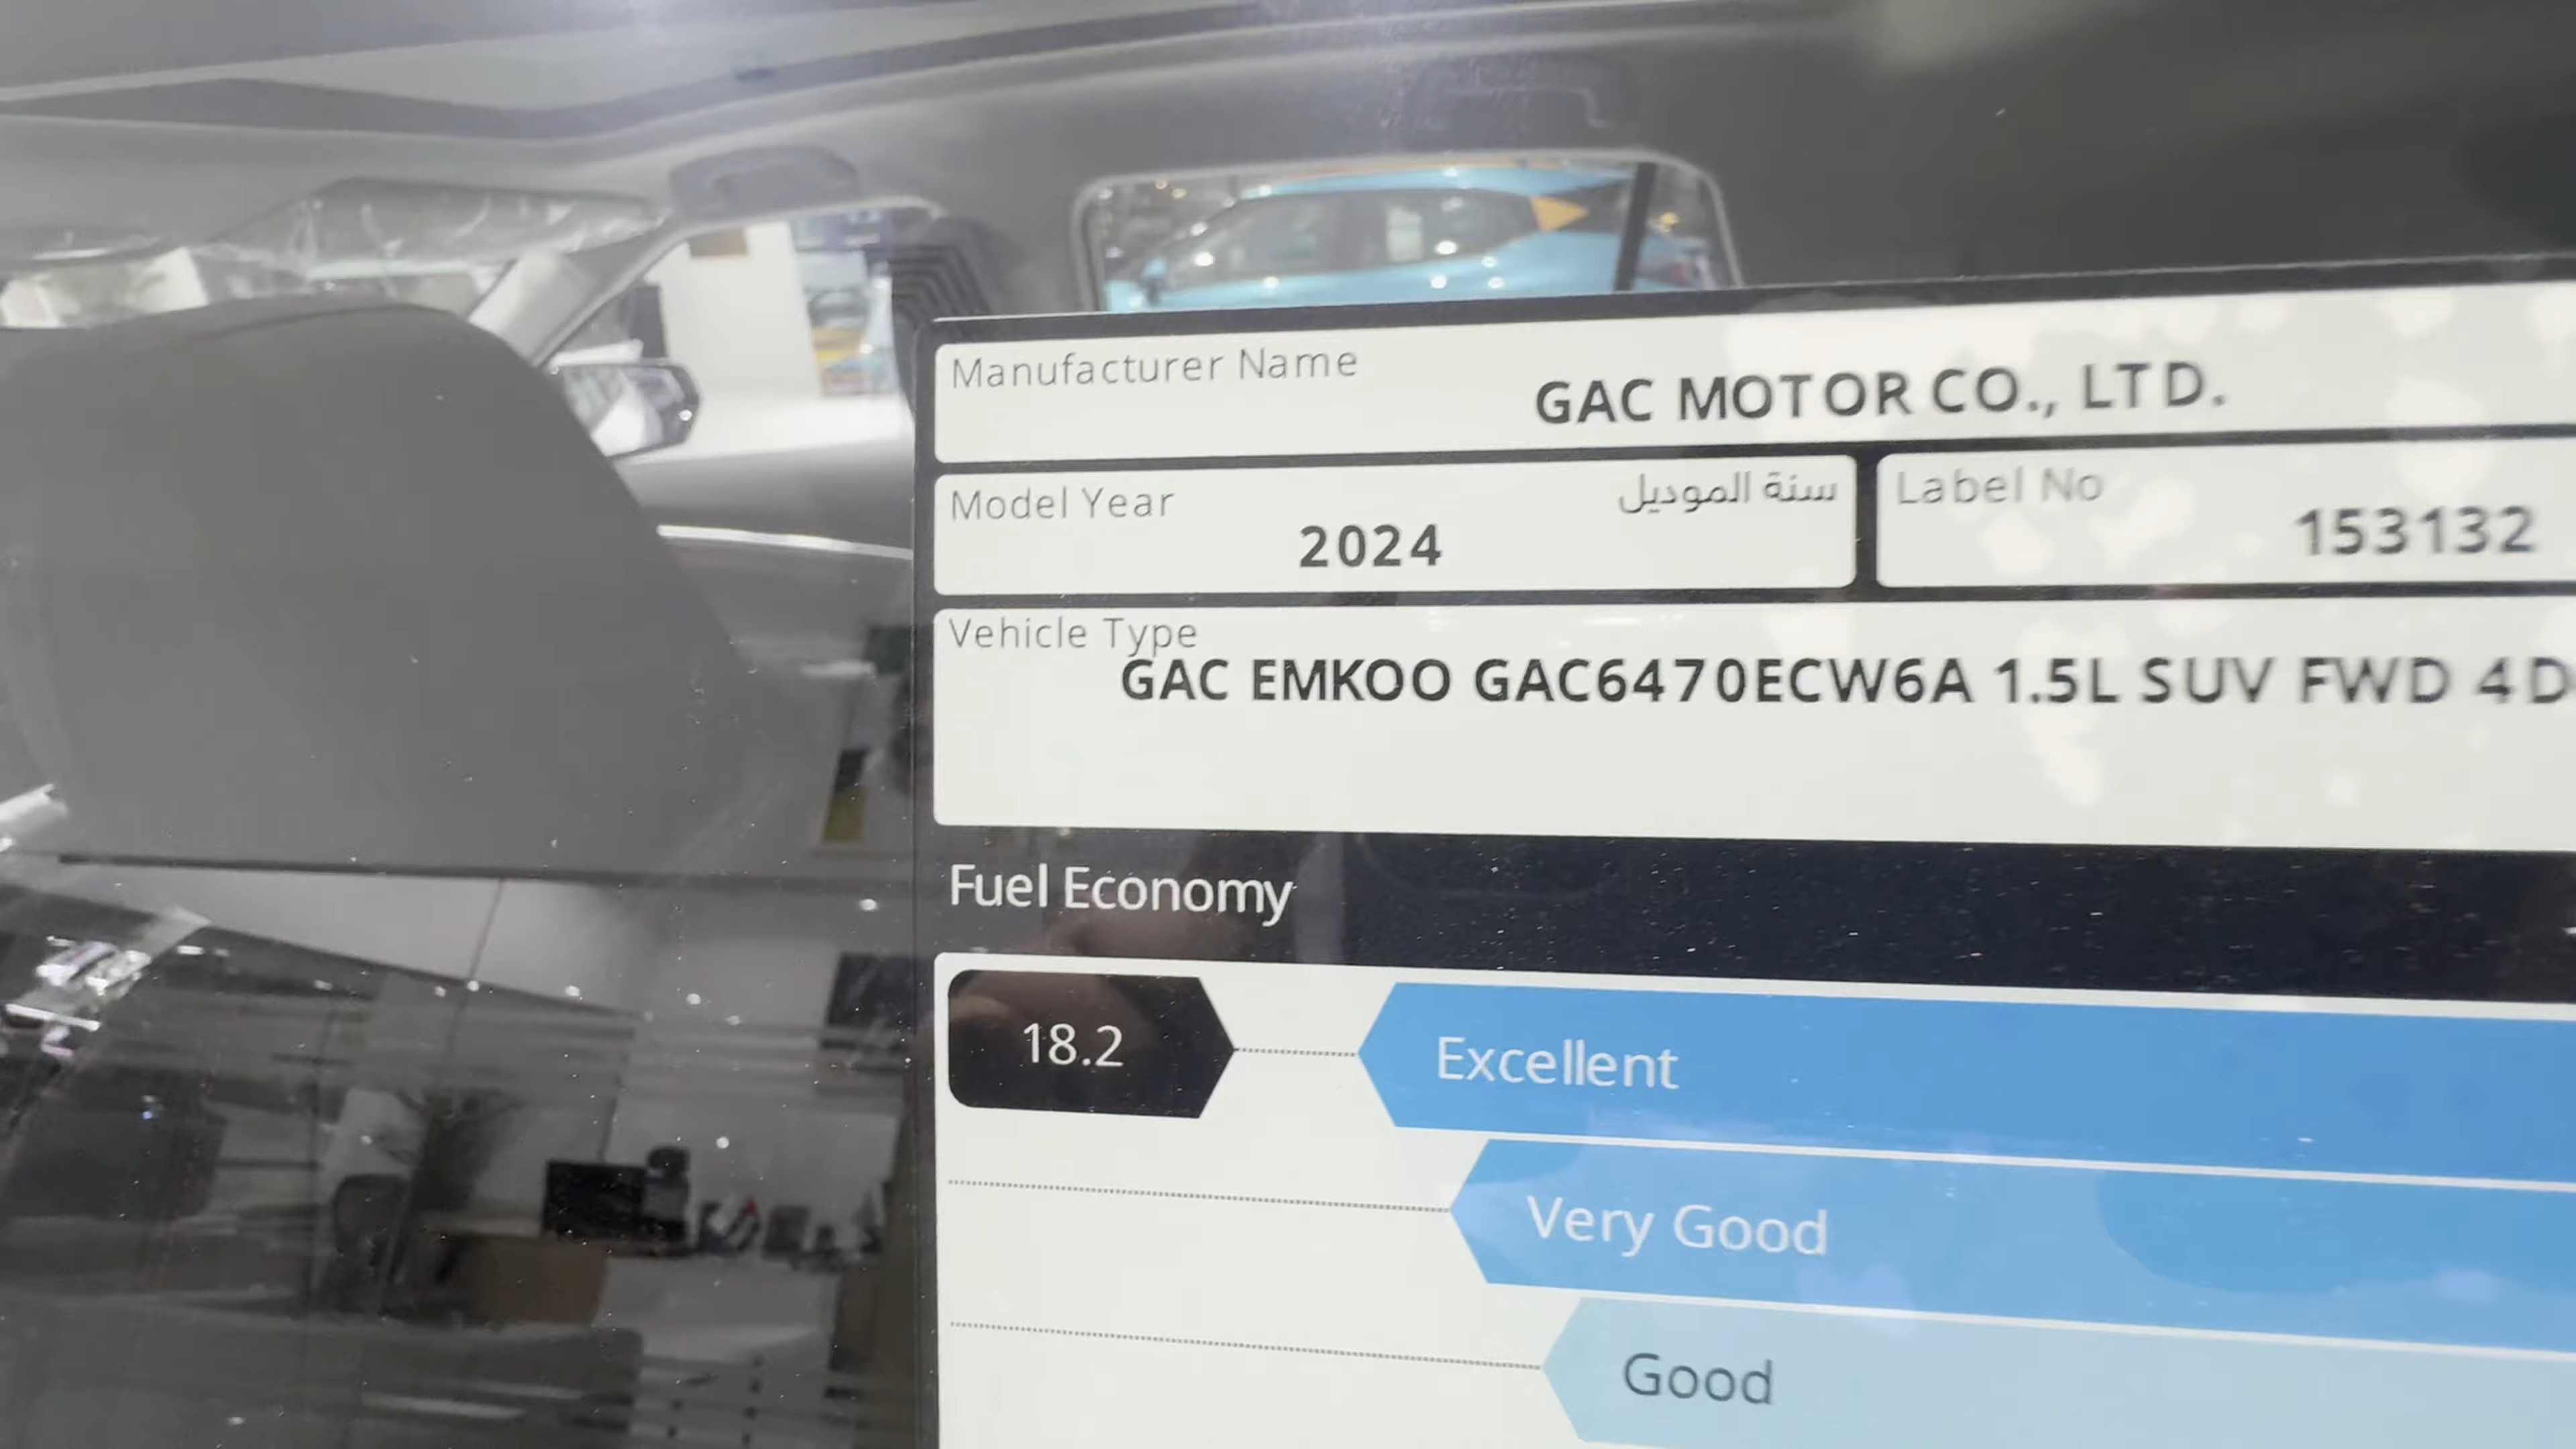 Manufacturer Name
GAC MOTOR CO., LTD.
Model Year
سنة الموديل
2024
Label No
153132
Vehicle Type
GAC EMKOO GAC6470ECW6A 1.5L SUV FWD 4D
Fuel Economy
18.2
Excellent
Very Good
Good